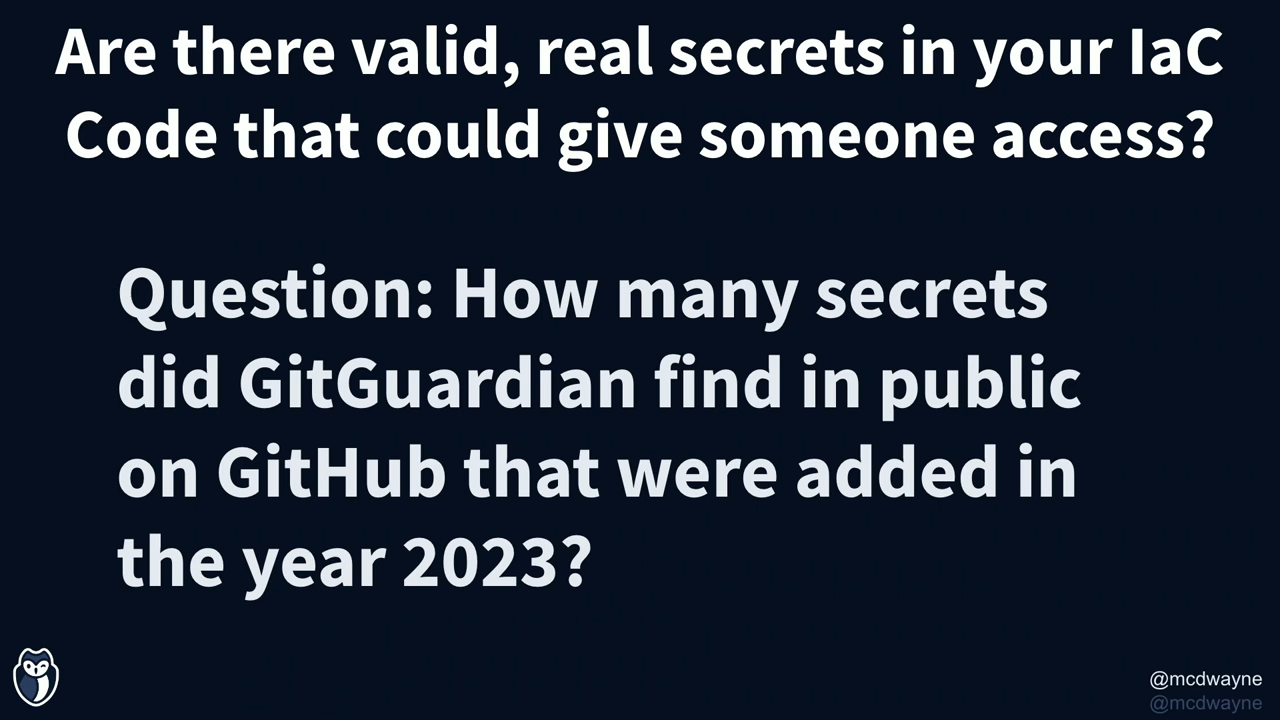 Are there valid, real secrets in your IaC
Code that could give someone access?
Question: How many secrets
did GitGuardian find in public
on GitHub that were added in
the year 2023?
@mcdwayne
@mcdwayne